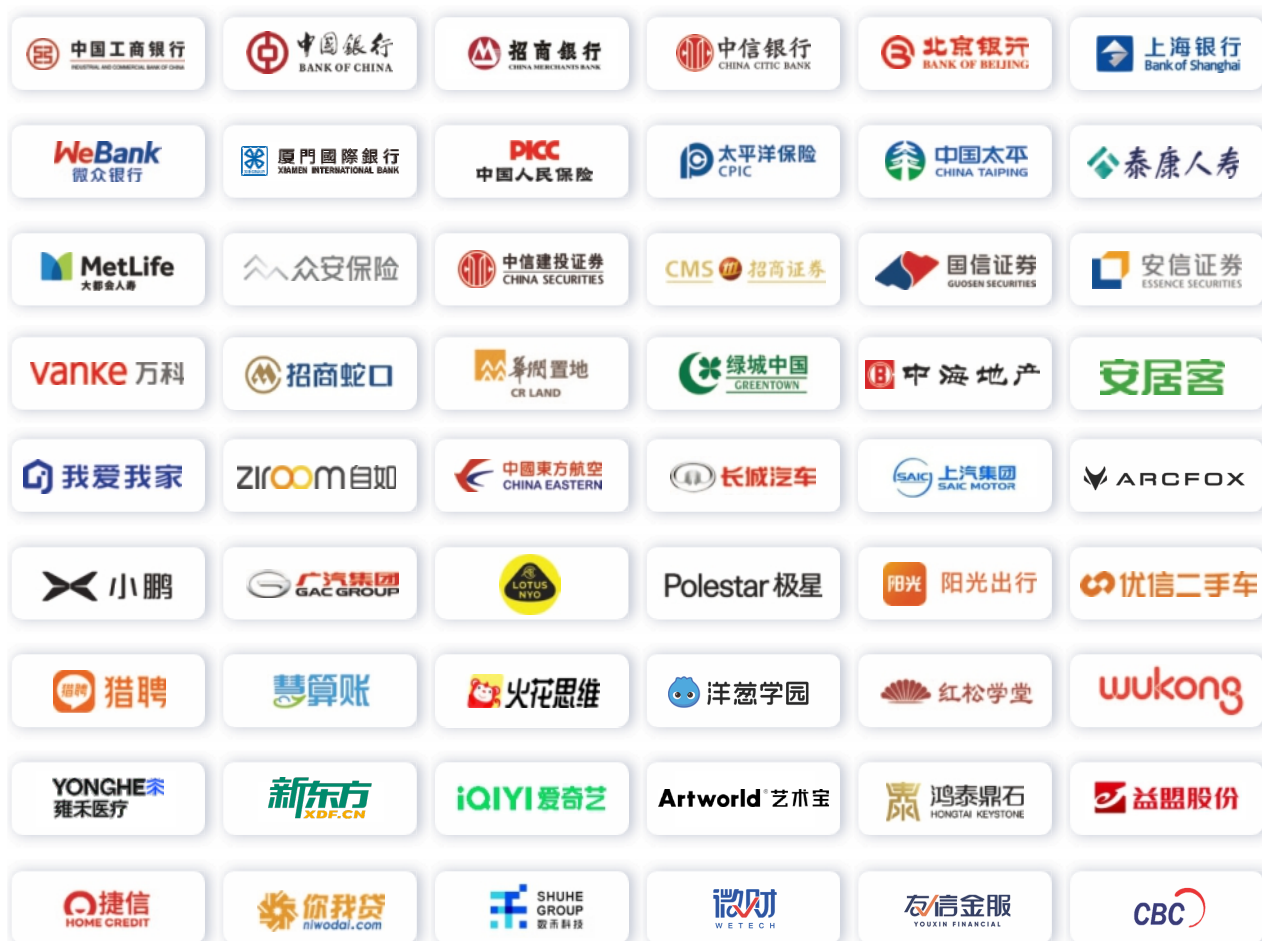 中国工商银行
INDUSTRIAL AND COMMERCIAL BANK OF CHINA
中国银行
BANK OF CHINA
招商银行
CHINA MERCHANTS BANK
中信银行
CHINA CITIC BANK
北京银行
BANK OF BEIJING
上海银行
Bank of Shanghai
WeBank
微众银行
厦門國際銀行
XIAMEN INTERNATIONAL BANK
PICC
中国人民保险
太平洋保险
CPIC
中国太平
CHINA TAIPING
泰康人寿
MetLife
大都会人寿
众安保险
中信建投证券
CHINA SECURITIES
CMS 招商证券
国信证券
GUOSEN SECURITIES
安信证券
ESSENCE SECURITIES
vanke 万科
招商蛇口
華潤置地
CR LAND
绿城中国
GREENTOWN
中海地产
安居客
我爱我家
ziroom 自如
中國東方航空
CHINA EASTERN
长城汽车
SAIC 上汽集团
SAIC MOTOR
ARCFOX
小鹏
广汽集团
GAC GROUP
LOTUS
NYO
Polestar 极星
阳光 阳光出行
优信二手车
猎聘 猎聘
慧算账
火花思维
洋葱学园
红松学堂
wukong
YONGHE
雍禾医疗
新东方
XDF.CN
iQIYI 爱奇艺
Artworld® 艺术宝
鸿泰鼎石
HONGTAI KEYSTONE
益盟股份
捷信
HOME CREDIT
你我贷
niwodai.com
SHUHE
GROUP
数禾科技
微财
WETECH
友信金服
YOUXIN FINANCIAL
CBC